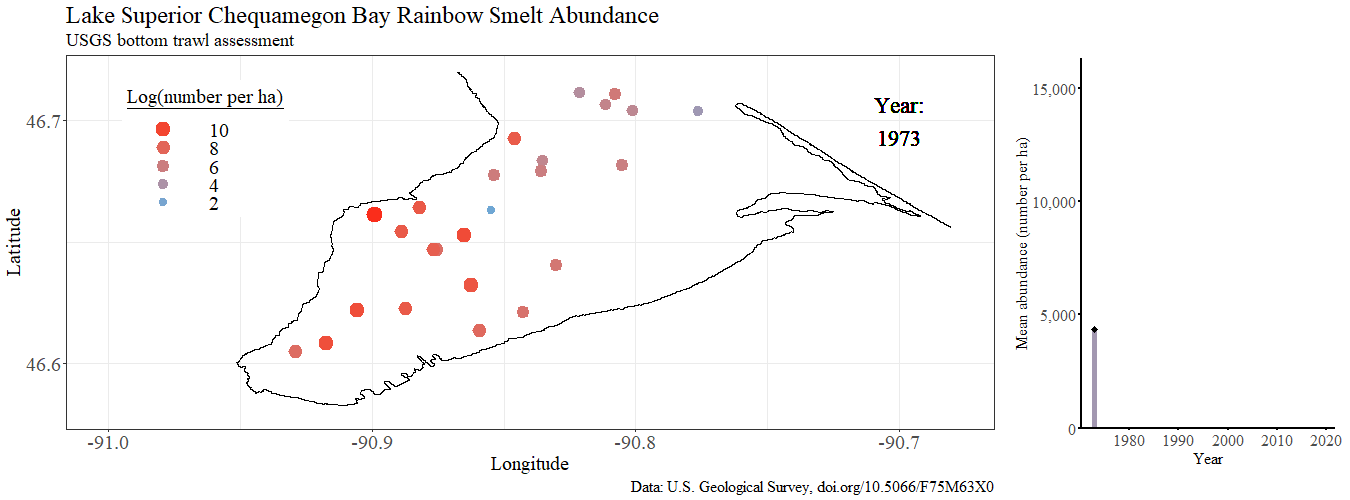 Lake Superior Chequamegon Bay Rainbow Smelt Abundance
USGS bottom trawl assessment
Log(number per ha)
10
8
6
4
2
Year:
1973
46.7
46.6
Latitude
-91.0
-90.9
-90.8
-90.7
Longitude
Data: U.S. Geological Survey, doi.org/10.5066/F75M63X0
Mean abundance (number per ha)
15,000
10,000
5,000
0
1980
1990
2000
2010
2020
Year